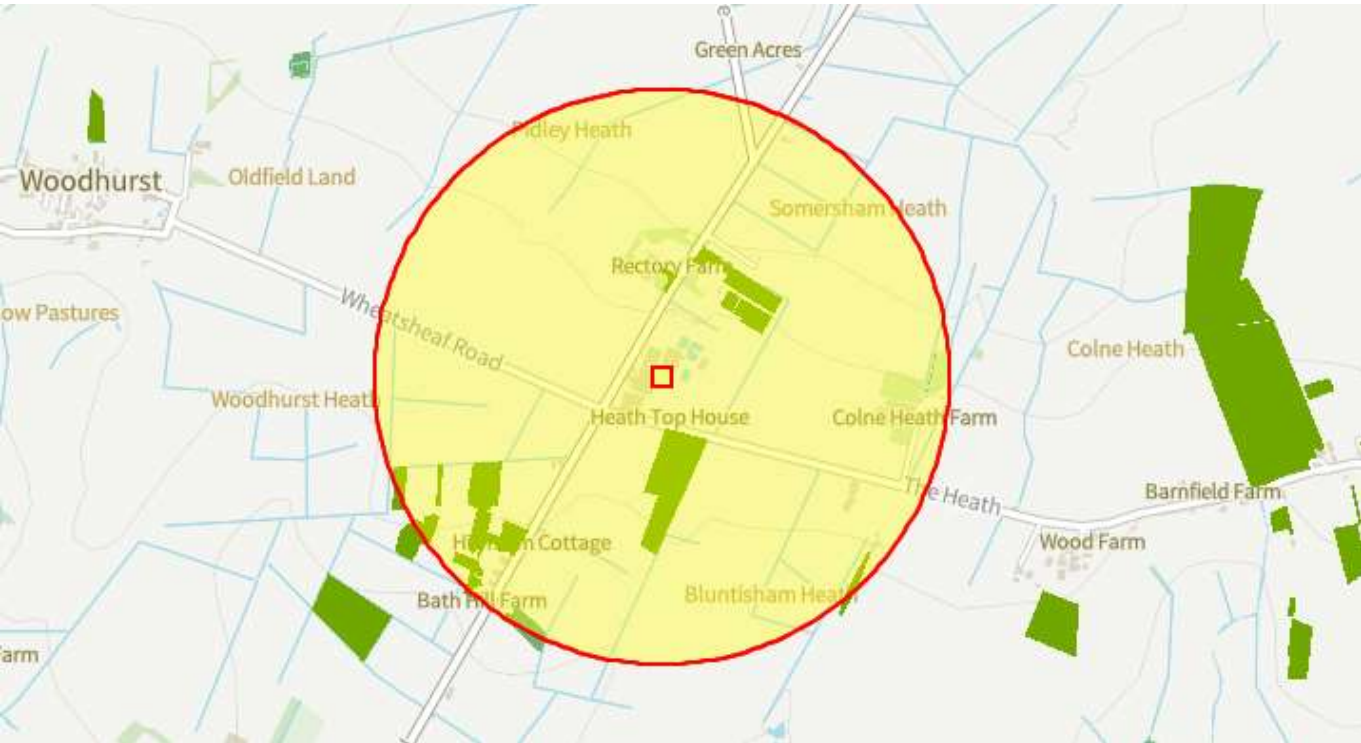 Green Acres
Pidley Heath
Woodhurst
Oldfield Land
Somersham Heath
Rectory Farm
Wheatsheaf Road
ow Pastures
Colne Heath
Woodhurst Heath
Heath Top House
Colne Heath Farm
The Heath
Barnfield Farm
Cottage
Wood Farm
Bath Hill Farm
Bluntisham Heath
arm